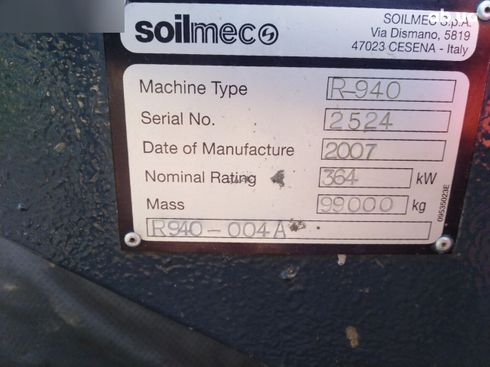 soilmec
SOILMEC S.p.A.
Via Dismano, 5819
47023 CESENA - Italy
Machine Type R-940
Serial No. 2524
Date of Manufacture 2007
Nominal Rating 364 kW
Mass 99000 kg
R940-004A
09535023E